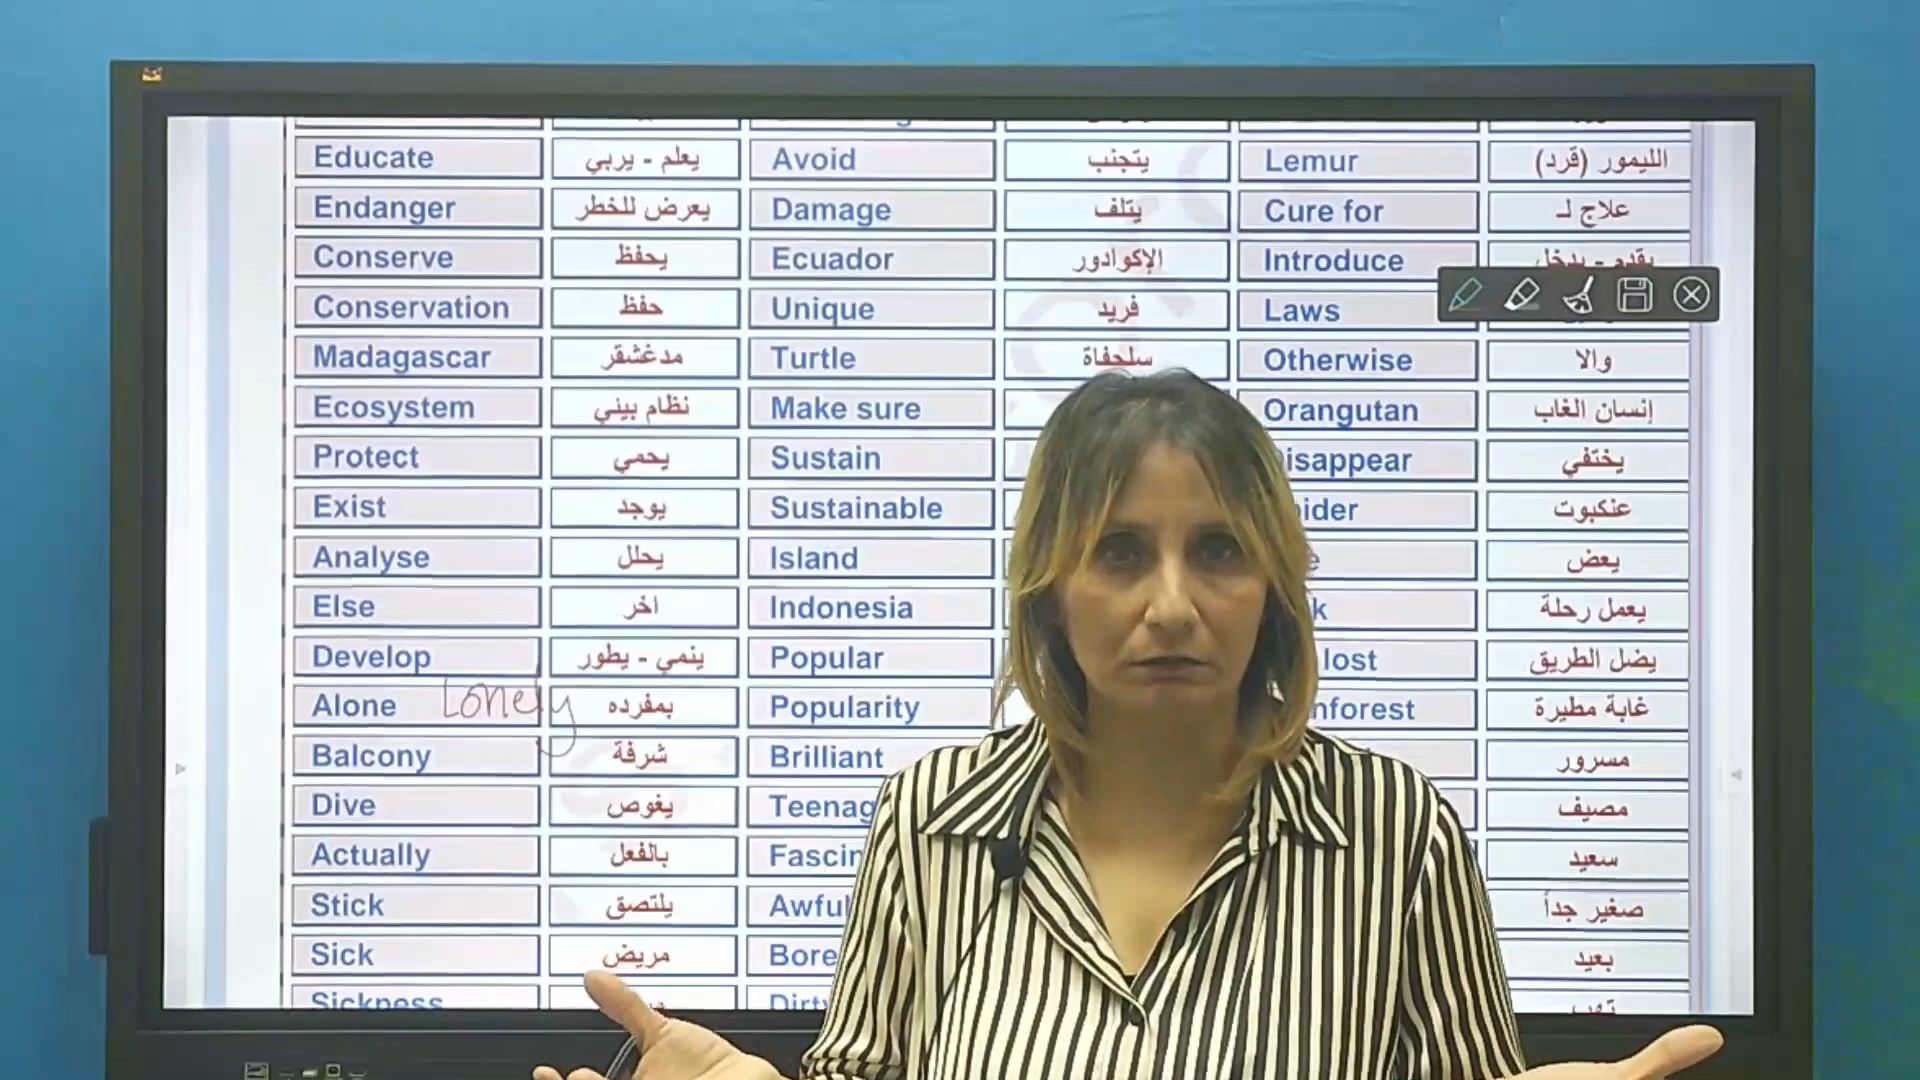 Educate يعلم - يربي Avoid يتجنب Lemur الليمور (قرد)
Endanger يعرض للخطر Damage يتلف Cure for علاج لـ
Conserve يحفظ Ecuador الإكوادور Introduce يقدم - يدخل
Conservation حفظ Unique فريد Laws
Madagascar مدغشقر Turtle سلحفاة Otherwise والا
Ecosystem نظام بيئي Make sure Orangutan إنسان الغاب
Protect يحمي Sustain يختفي
Exist يوجد Sustainable عنكبوت
Analyse يحلل Island يعض
Else اخر Indonesia يعمل رحلة
Develop ينمي - يطور Popular lost يضل الطريق
Alone Lonely بمفرده Popularity غابة مطيرة
Balcony شرفة Brilliant مسرور
Dive يغوص مصيف
Actually بالفعل سعيد
Stick يلتصق صغير جداً
Sick مريض بعيد
Sickness